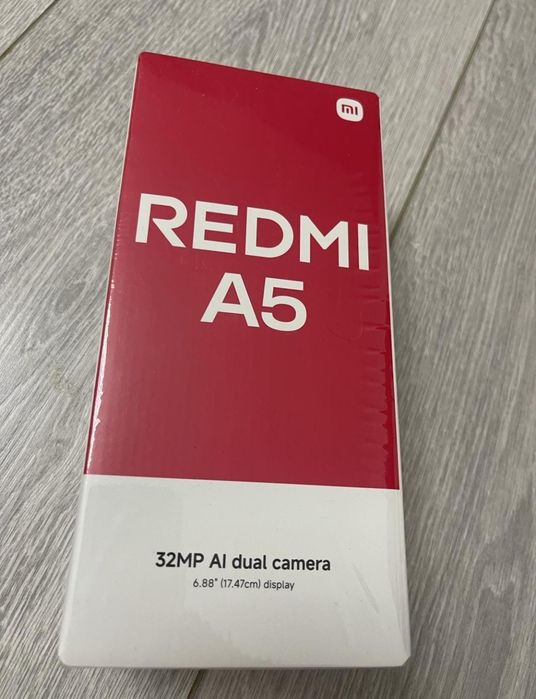 mi
REDMI
A5
32MP AI dual camera
6.88" (17.47cm) display